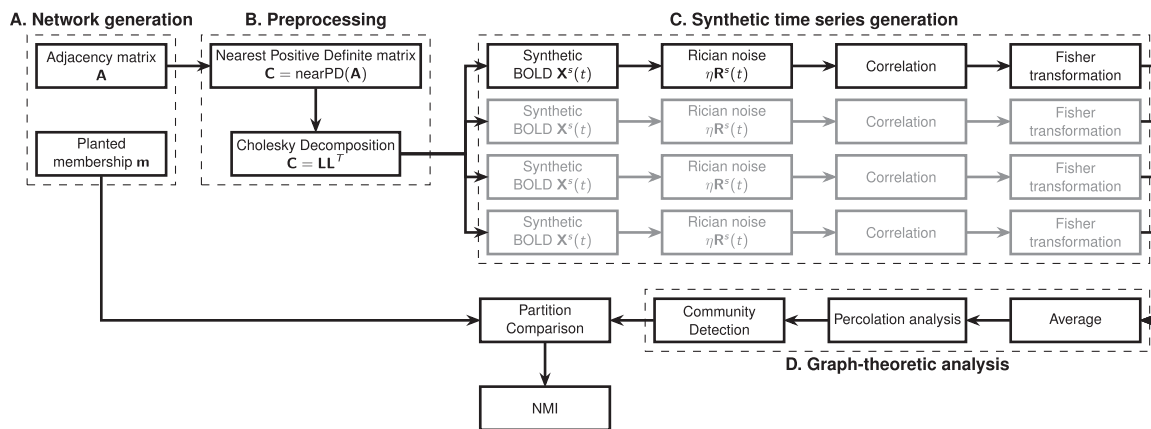 A. Network generation
B. Preprocessing
C. Synthetic time series generation
Adjacency matrix
A
Planted
membership m
Nearest Positive Definite matrix
C = nearPD(A)
Cholesky Decomposition
C = LLᵀ
Synthetic
BOLD Xˢ(t)
Rician noise
ηRˢ(t)
Correlation
Fisher
transformation
Synthetic
BOLD Xˢ(t)
Rician noise
ηRˢ(t)
Correlation
Fisher
transformation
Synthetic
BOLD Xˢ(t)
Rician noise
ηRˢ(t)
Correlation
Fisher
transformation
Synthetic
BOLD Xˢ(t)
Rician noise
ηRˢ(t)
Correlation
Fisher
transformation
Partition
Comparison
Community
Detection
Percolation analysis
Average
D. Graph-theoretic analysis
NMI